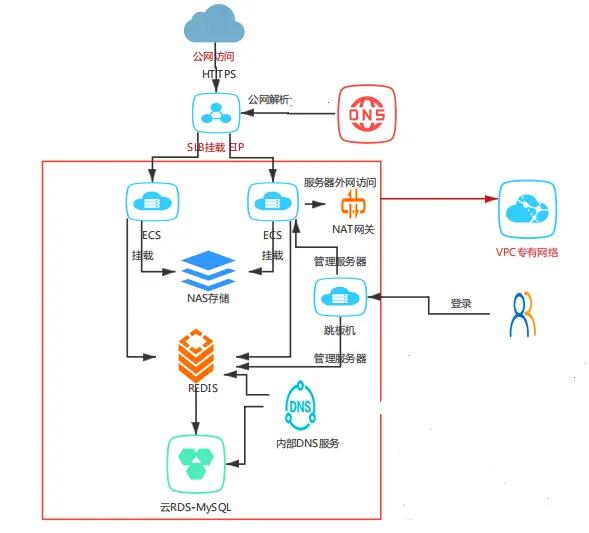 公网访问
HTTPS
公网解析:
DNS
SLB挂载 EIP
服务器外网访问
ECS
ECS
NAT网关
VPC专有网络
挂载
挂载
管理服务器
NAS存储
登录
跳板机
管理服务器
REDIS
DNS
内部DNS服务
云RDS-MySQL